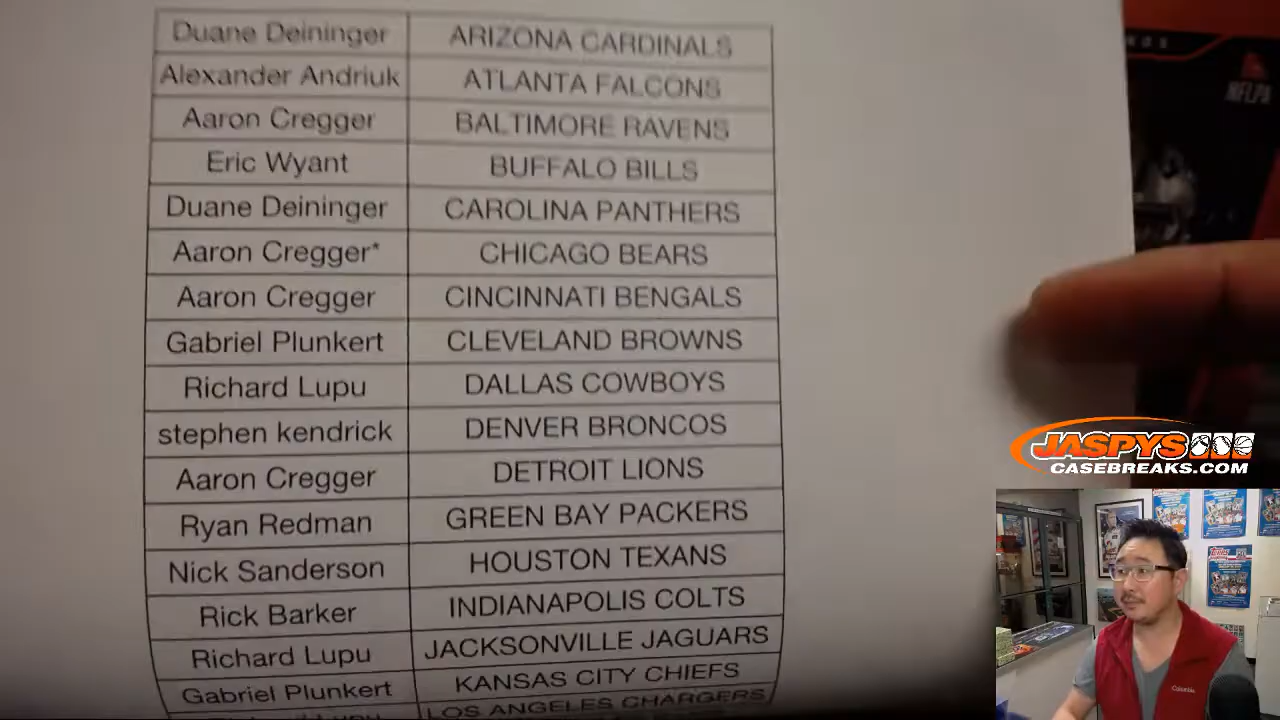 Duane Deininger ARIZONA CARDINALS
Alexander Andriuk ATLANTA FALCONS
Aaron Cregger BALTIMORE RAVENS
Eric Wyant BUFFALO BILLS
Duane Deininger CAROLINA PANTHERS
Aaron Cregger* CHICAGO BEARS
Aaron Cregger CINCINNATI BENGALS
Gabriel Plunkert CLEVELAND BROWNS
Richard Lupu DALLAS COWBOYS
stephen kendrick DENVER BRONCOS
Aaron Cregger DETROIT LIONS
Ryan Redman GREEN BAY PACKERS
Nick Sanderson HOUSTON TEXANS
Rick Barker INDIANAPOLIS COLTS
Richard Lupu JACKSONVILLE JAGUARS
Gabriel Plunkert KANSAS CITY CHIEFS
LOS ANGELES CHARGERS
NFLPA
JASPYS
CASEBREAKS.COM
Topps
Columbia